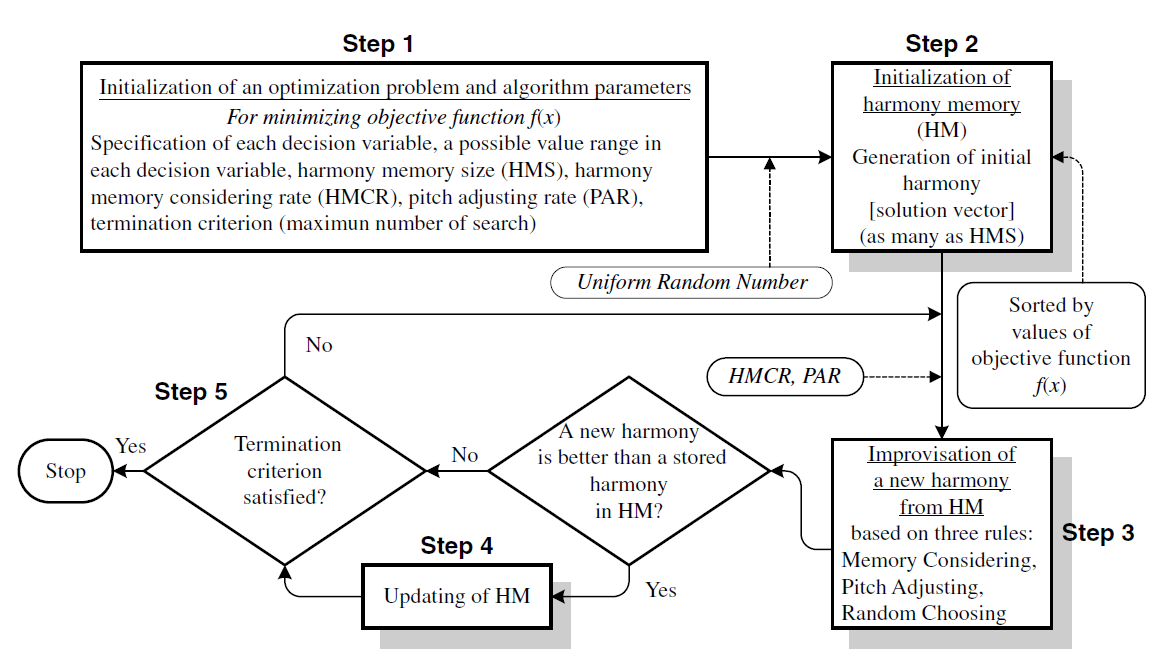 Step 1
Initialization of an optimization problem and algorithm parameters
For minimizing objective function f(x)
Specification of each decision variable, a possible value range in
each decision variable, harmony memory size (HMS), harmony
memory considering rate (HMCR), pitch adjusting rate (PAR),
termination criterion (maximun number of search)
Step 2
Initialization of
harmony memory
(HM)
Generation of initial
harmony
[solution vector]
(as many as HMS)
Uniform Random Number
Sorted by
values of
objective function
f(x)
No
HMCR, PAR
Step 5
Termination
criterion
satisfied?
Yes
Stop
No
A new harmony
is better than a stored
harmony
in HM?
Improvisation of
a new harmony
from HM
based on three rules:
Memory Considering,
Pitch Adjusting,
Random Choosing
Step 3
Step 4
Updating of HM
Yes